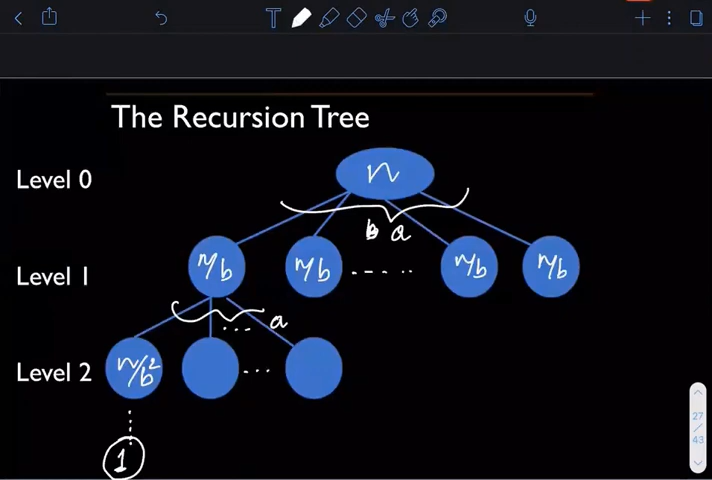 The Recursion Tree
Level 0
n
a
Level 1
n/b
n/b
n/b
n/b
a
Level 2
n/b²
1
27
/
43